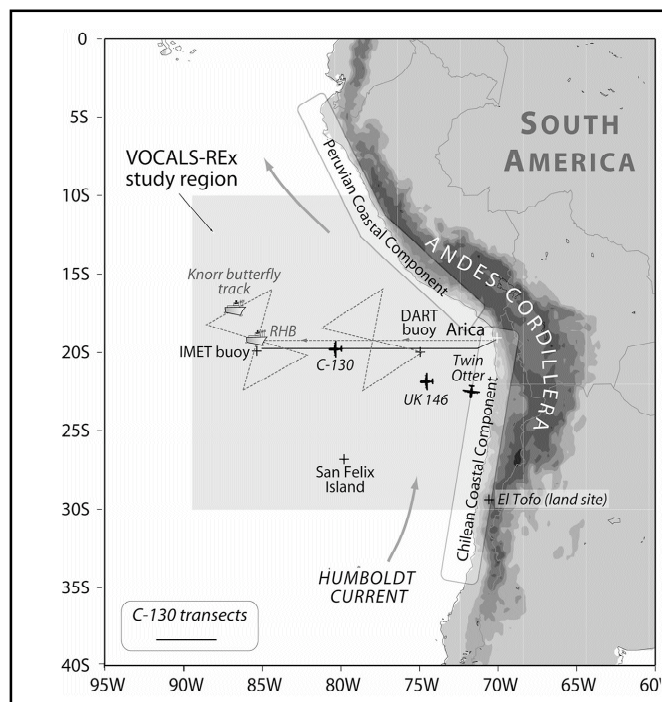 0
5S
10S
15S
20S
25S
30S
35S
40S
95W
90W
85W
80W
75W
70W
65W
60W
SOUTH
AMERICA
VOCALS-REx
study region
Peruvian Coastal Component
ANDES CORDILLERA
Knorr butterfly
track
RHB
DART
buoy
Arica
IMET buoy
C-130
Twin
Otter
UK 146
Chilean Coastal Component
San Felix
Island
El Tofo (land site)
HUMBOLDT
CURRENT
C-130 transects